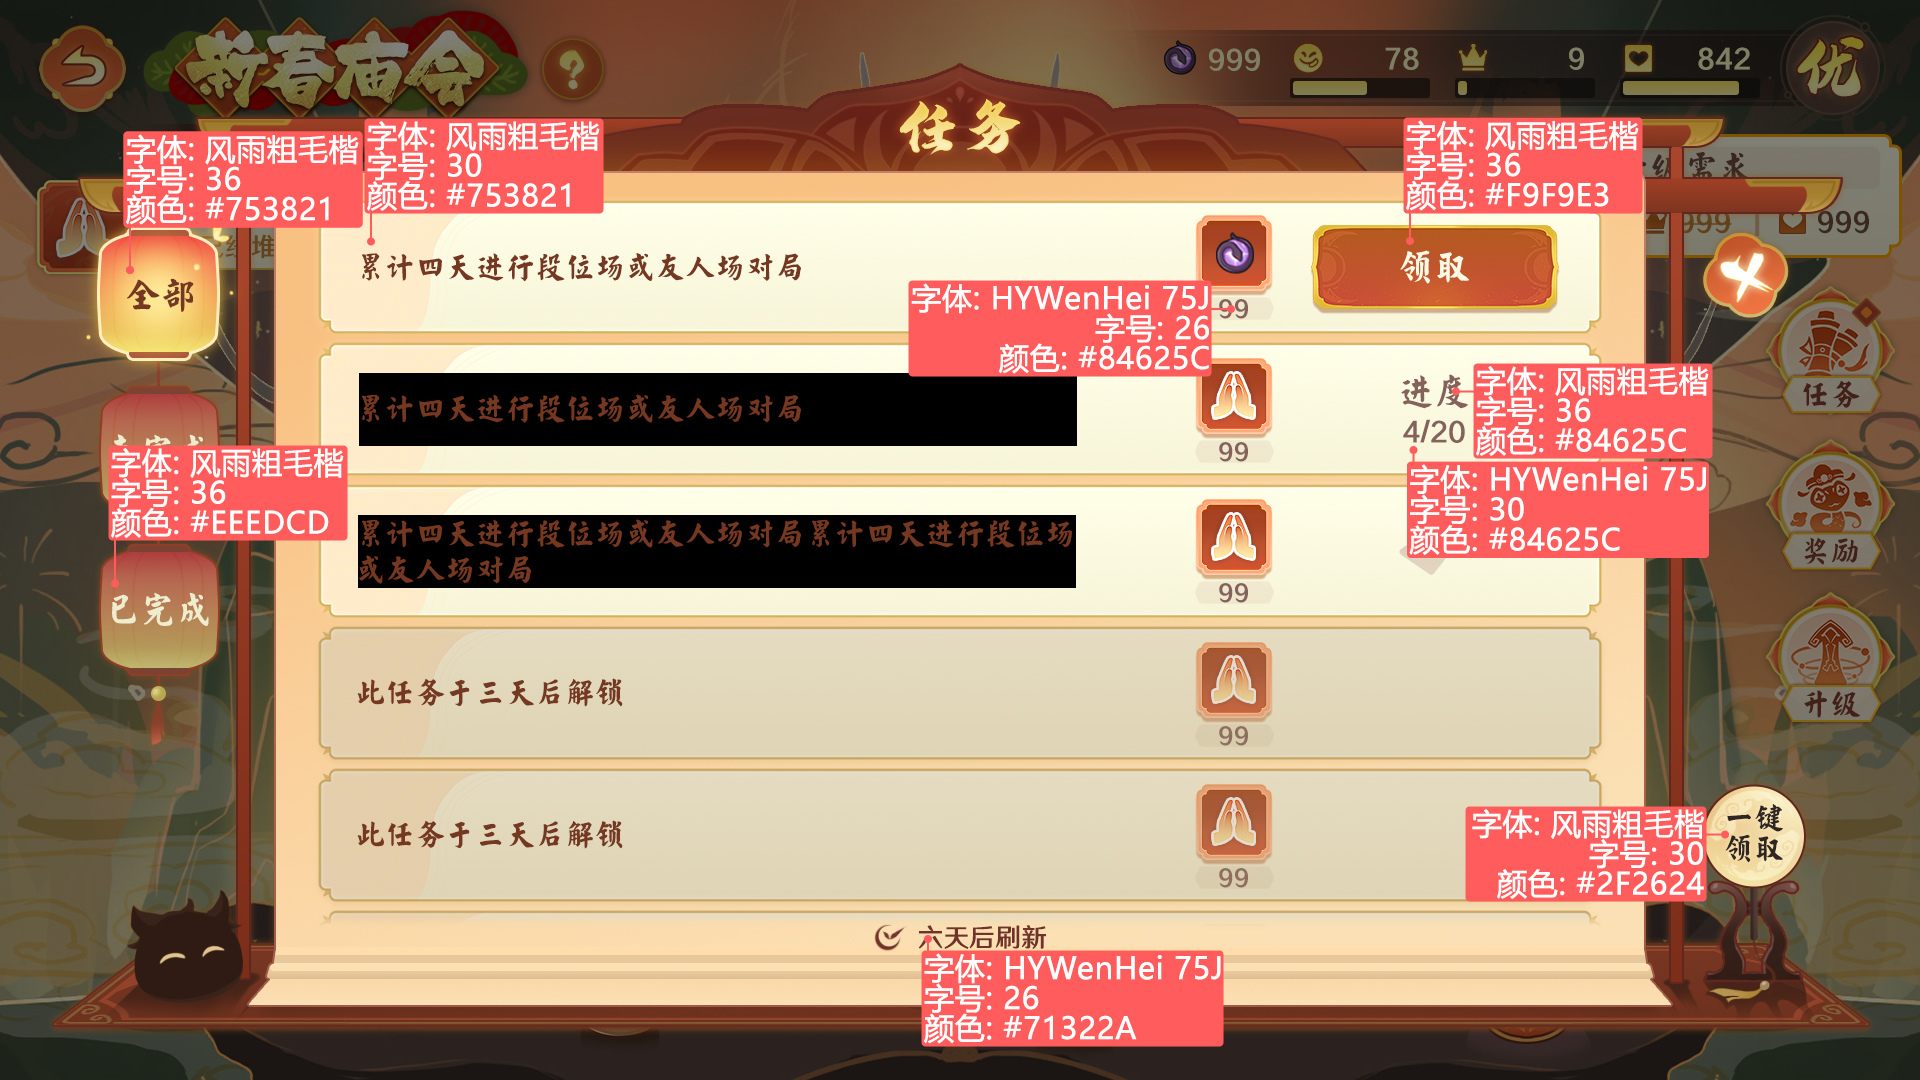 新春庙会
?
999
78
9
842
优
任务
字体: 风雨粗毛楷
字号: 36
颜色: #753821
字体: 风雨粗毛楷
字号: 30
颜色: #753821
字体: 风雨粗毛楷
字号: 36
颜色: #F9F9E3
级需求
999
999
全部
累计四天进行段位场或友人场对局
99
领取
字体: HYWenHei 75J
字号: 26
颜色: #84625C
累计四天进行段位场或友人场对局
99
进度
4/20
字体: 风雨粗毛楷
字号: 36
颜色: #84625C
字体: HYWenHei 75J
字号: 30
颜色: #84625C
任务
未完成
字体: 风雨粗毛楷
字号: 36
颜色: #EEEDCD
累计四天进行段位场或友人场对局累计四天进行段位场
或友人场对局
99
奖励
已完成
此任务于三天后解锁
99
升级
此任务于三天后解锁
99
字体: 风雨粗毛楷
字号: 30
颜色: #2F2624
一键
领取
六天后刷新
字体: HYWenHei 75J
字号: 26
颜色: #71322A